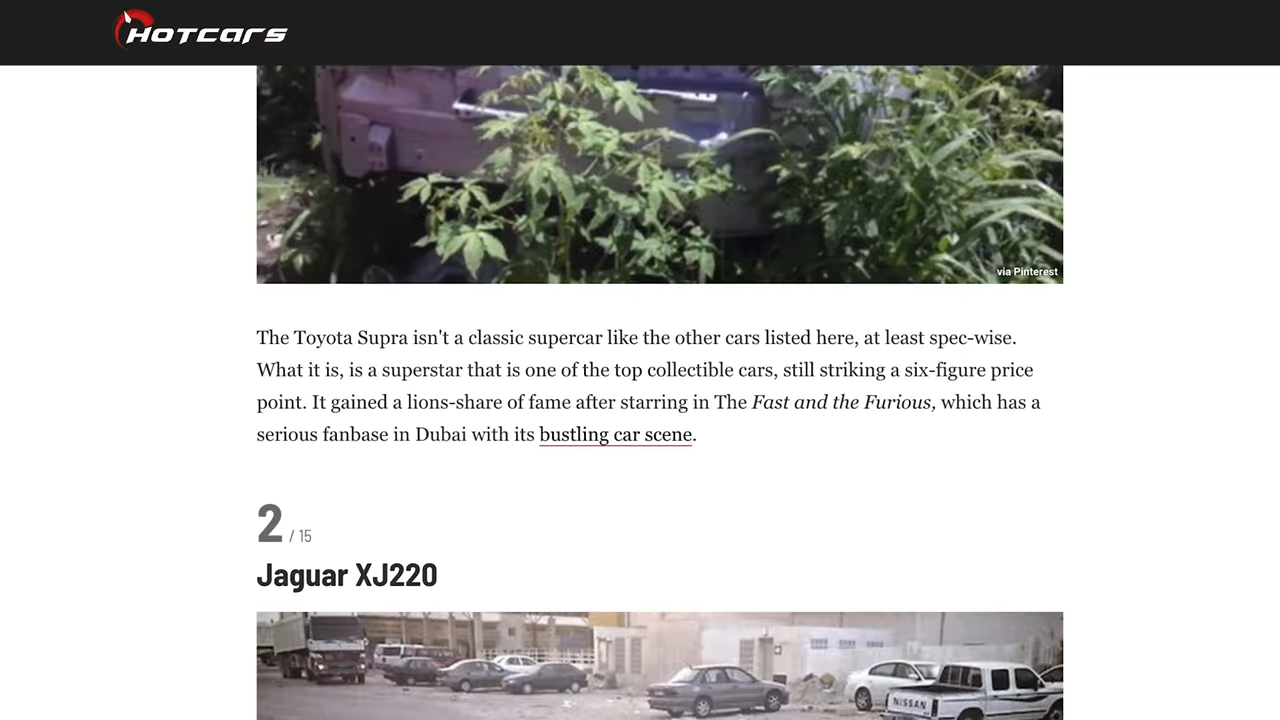 HOTCARS
via Pinterest
The Toyota Supra isn't a classic supercar like the other cars listed here, at least spec-wise.
What it is, is a superstar that is one of the top collectible cars, still striking a six-figure price
point. It gained a lions-share of fame after starring in The Fast and the Furious, which has a
serious fanbase in Dubai with its bustling car scene.
2 / 15
Jaguar XJ220
NISSAN